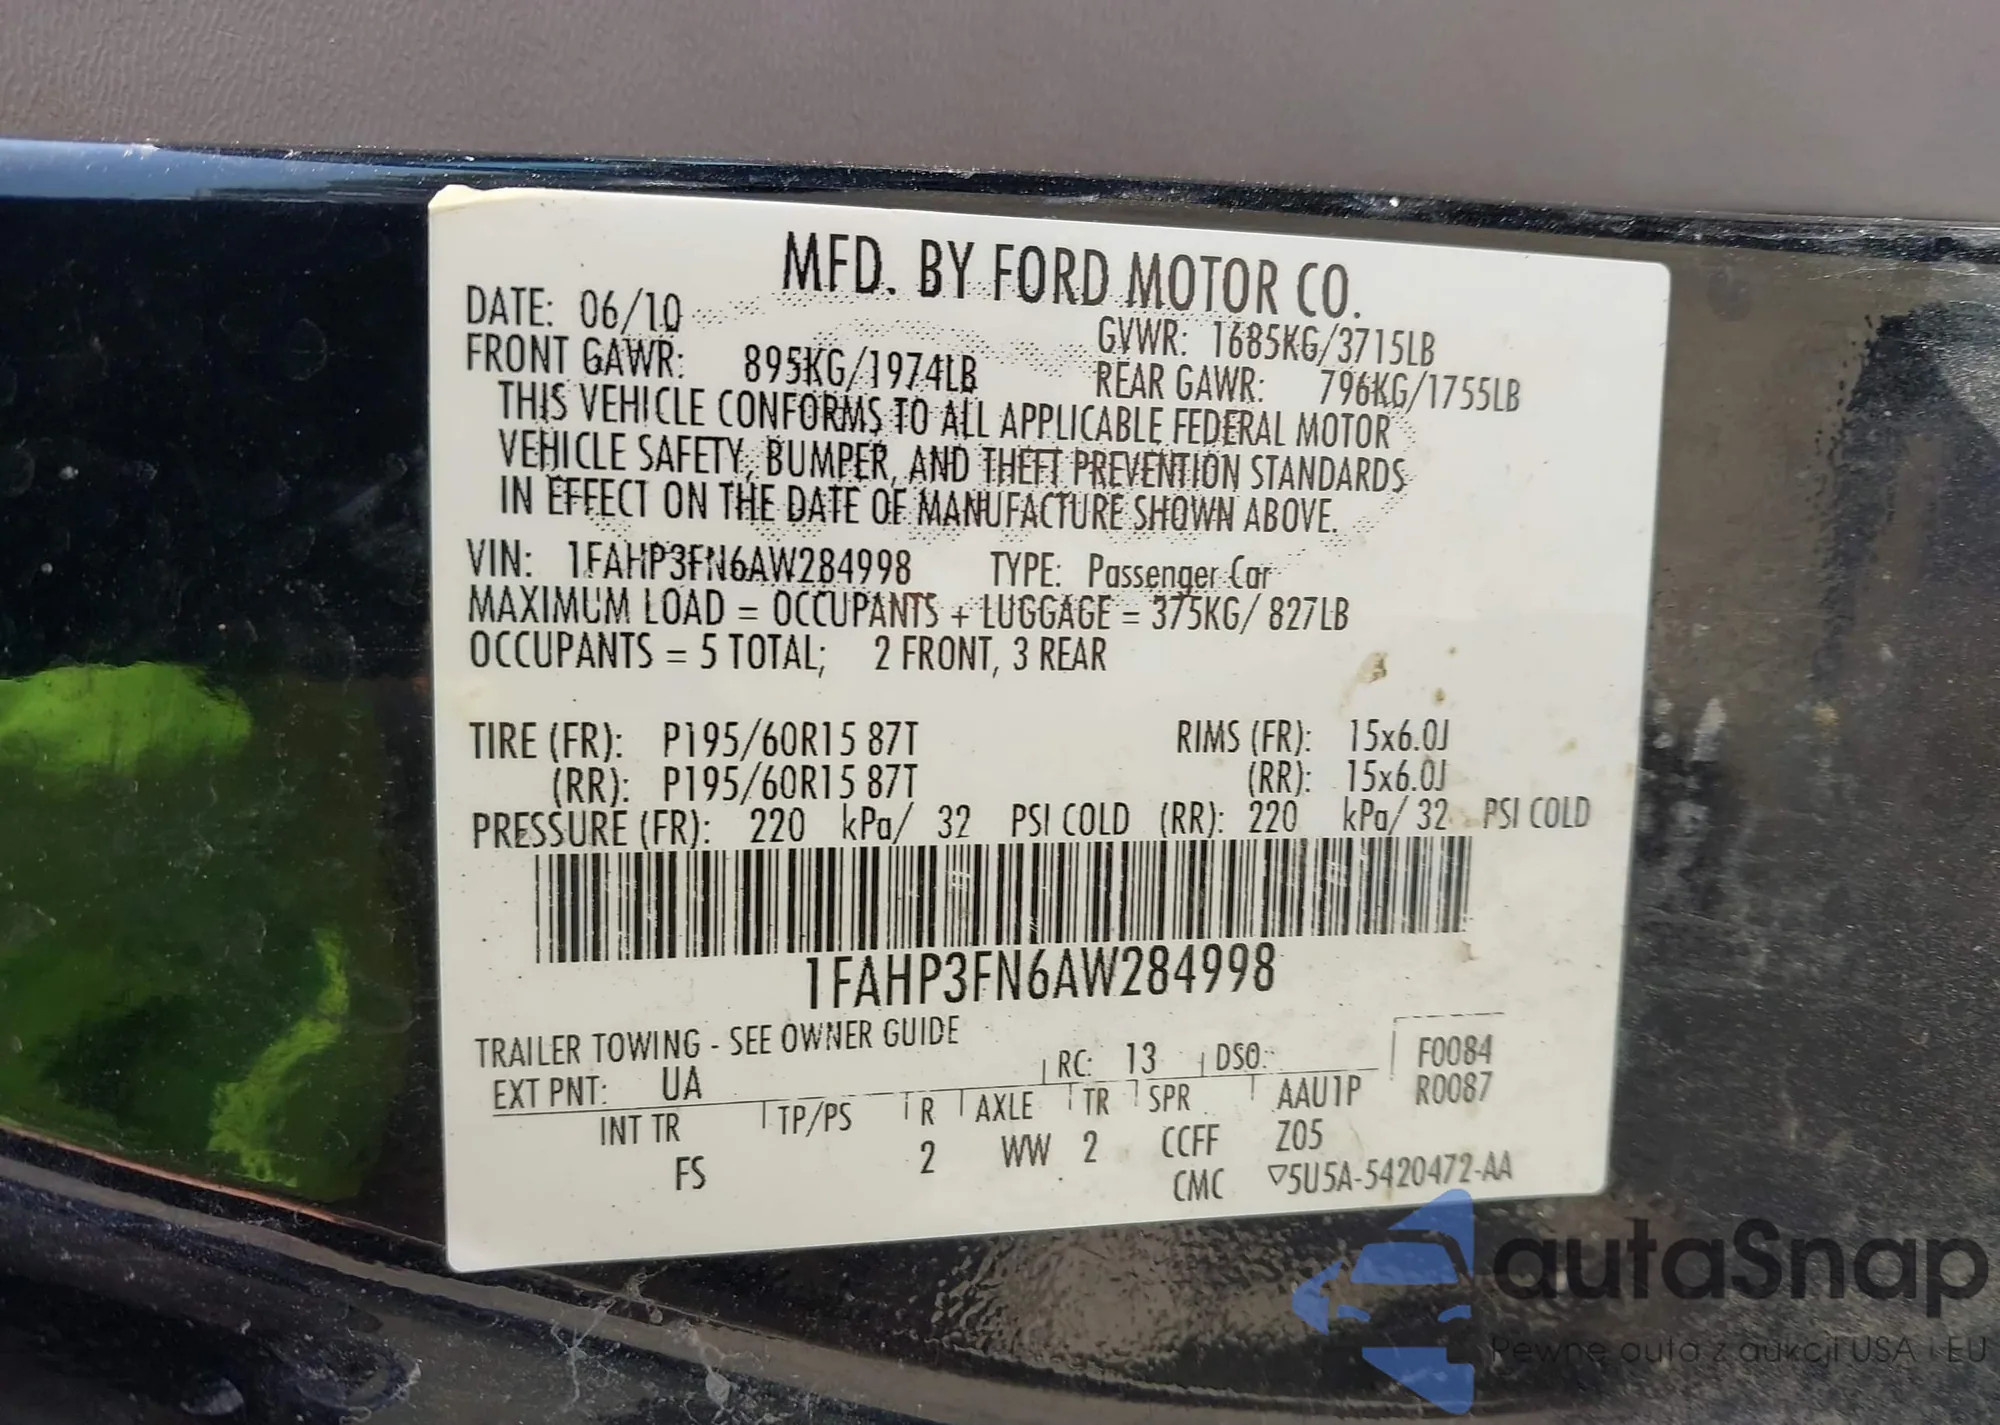 MFD. BY FORD MOTOR CO.
DATE: 06/10 GVWR: 1685KG/3715LB
FRONT GAWR: 895KG/1974LB REAR GAWR: 796KG/1755LB
THIS VEHICLE CONFORMS TO ALL APPLICABLE FEDERAL MOTOR
VEHICLE SAFETY, BUMPER, AND THEFT PREVENTION STANDARDS
IN EFFECT ON THE DATE OF MANUFACTURE SHOWN ABOVE.
VIN: 1FAHP3FN6AW284998 TYPE: Passenger Car
MAXIMUM LOAD = OCCUPANTS + LUGGAGE = 375KG/ 827LB
OCCUPANTS = 5 TOTAL; 2 FRONT, 3 REAR
TIRE (FR): P195/60R15 87T RIMS (FR): 15x6.0J
(RR): P195/60R15 87T (RR): 15x6.0J
PRESSURE (FR): 220 kPa/ 32 PSI COLD (RR): 220 kPa/ 32 PSI COLD
1FAHP3FN6AW284998
TRAILER TOWING - SEE OWNER GUIDE
EXT PNT: UA RC: 13 DSO: F0084
INT TR TP/PS R AXLE TR SPR AAU1P R0087
FS 2 WW 2 CCFF Z05
CMC ▽5U5A-5420472-AA
autaSnap
Pewne auta z aukcji USA i EU